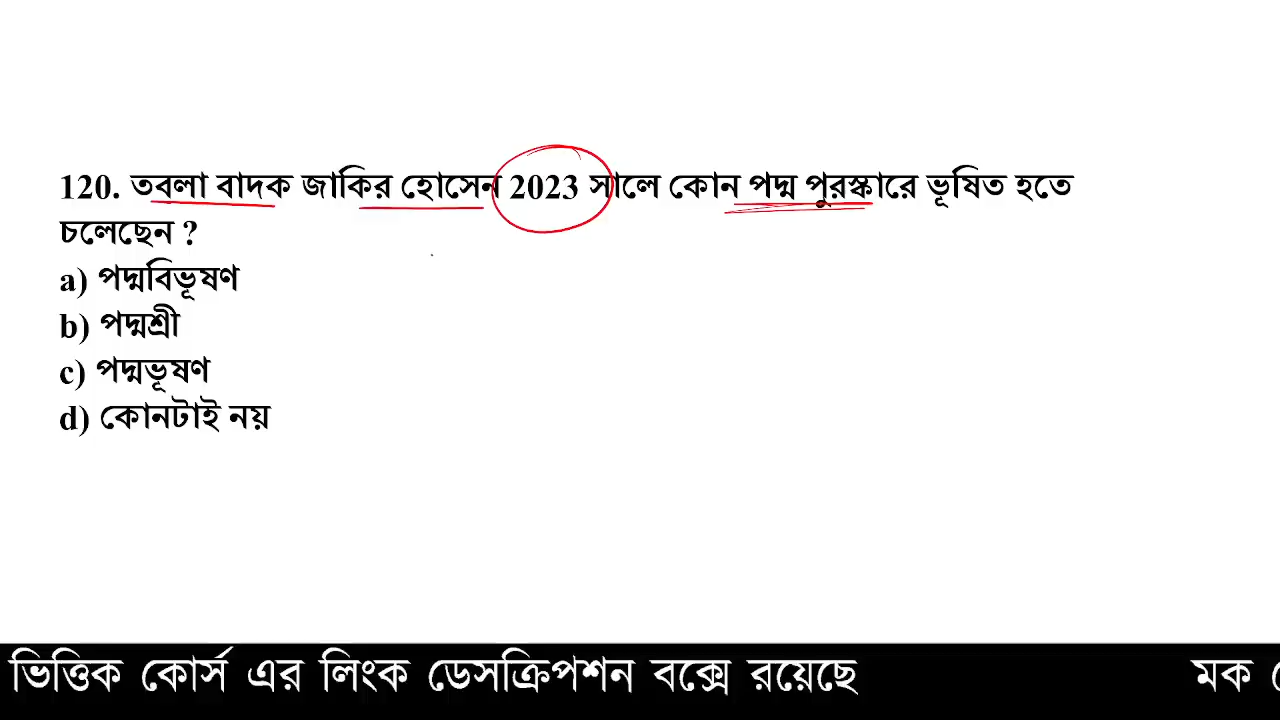 120. তবলা বাদক জাকির হোসেন 2023 সালে কোন পদ্ম পুরস্কারে ভূষিত হতে
চলেছেন ?
a) পদ্মবিভূষণ
b) পদ্মশ্রী
c) পদ্মভূষণ
d) কোনটাই নয়
ভিত্তিক কোর্স এর লিংক ডেসক্রিপশন বক্সে রয়েছে মক